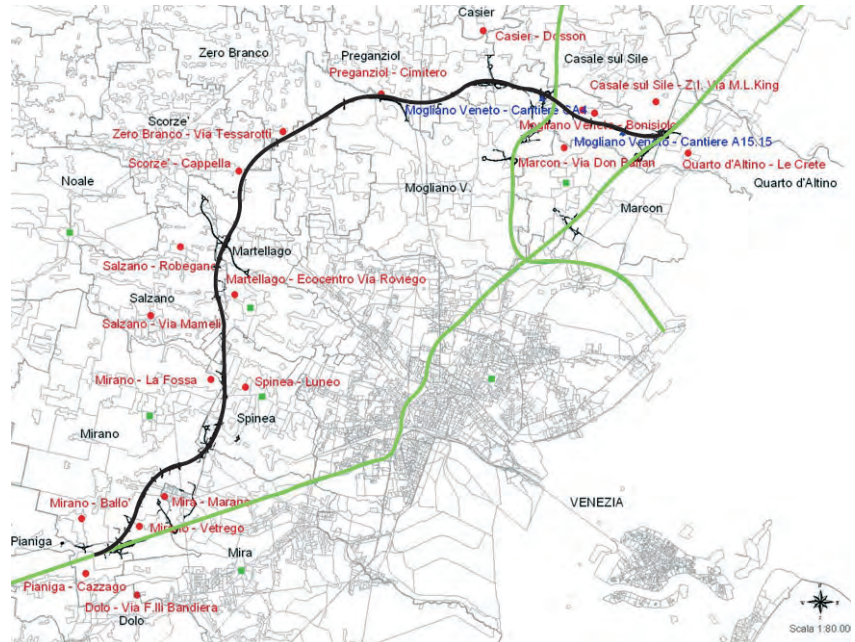 Casier
Casier - Dosson
Zero Branco
Preganziol
Casale sul Sile
Preganziol - Cimitero
Casale sul Sile - Z.I. Via M.L.King
Mogliano Veneto - Cantiere
Scorze'
Mogliano Veneto - Bonisiolo
Zero Branco - Via Tessarotti
Mogliano Veneto - Cantiere A15.15
Scorze' - Cappella
Marcon - Via Don
Quarto d'Altino - Le Crete
Noale
Mogliano V.
Quarto d'Altino
Marcon
Martellago
Salzano - Robegano
Martellago - Ecocentro Via Roviego
Salzano
Salzano - Via Mameli
Mirano - La Fossa
Spinea - Luneo
Spinea
Mirano
Mirano - Ballo'
Mira - Marano
VENEZIA
Mirano - Vetrego
Pianiga
Mira
Pianiga - Cazzago
Dolo - Via F.lli Bandiera
Dolo
Scala 1:80.000